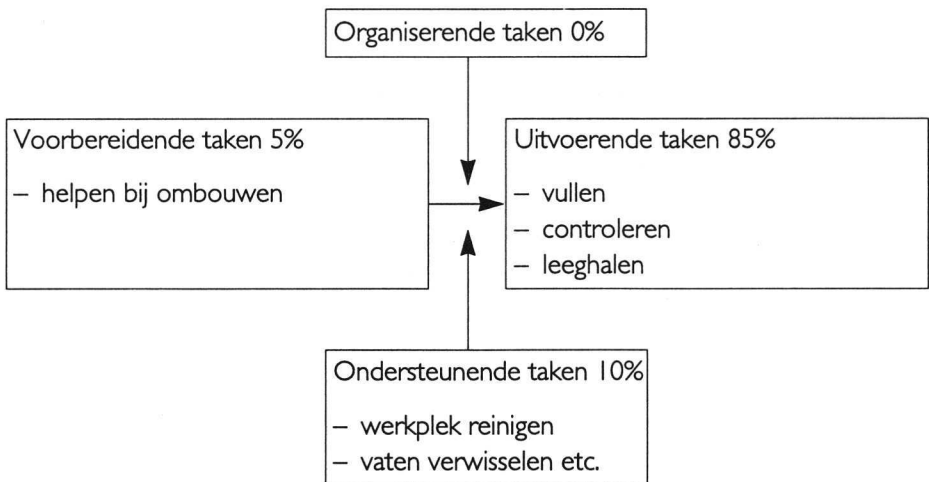 Organiserende taken 0%
Voorbereidende taken 5%
– helpen bij ombouwen
Uitvoerende taken 85%
– vullen
– controleren
– leeghalen
Ondersteunende taken 10%
– werkplek reinigen
– vaten verwisselen etc.